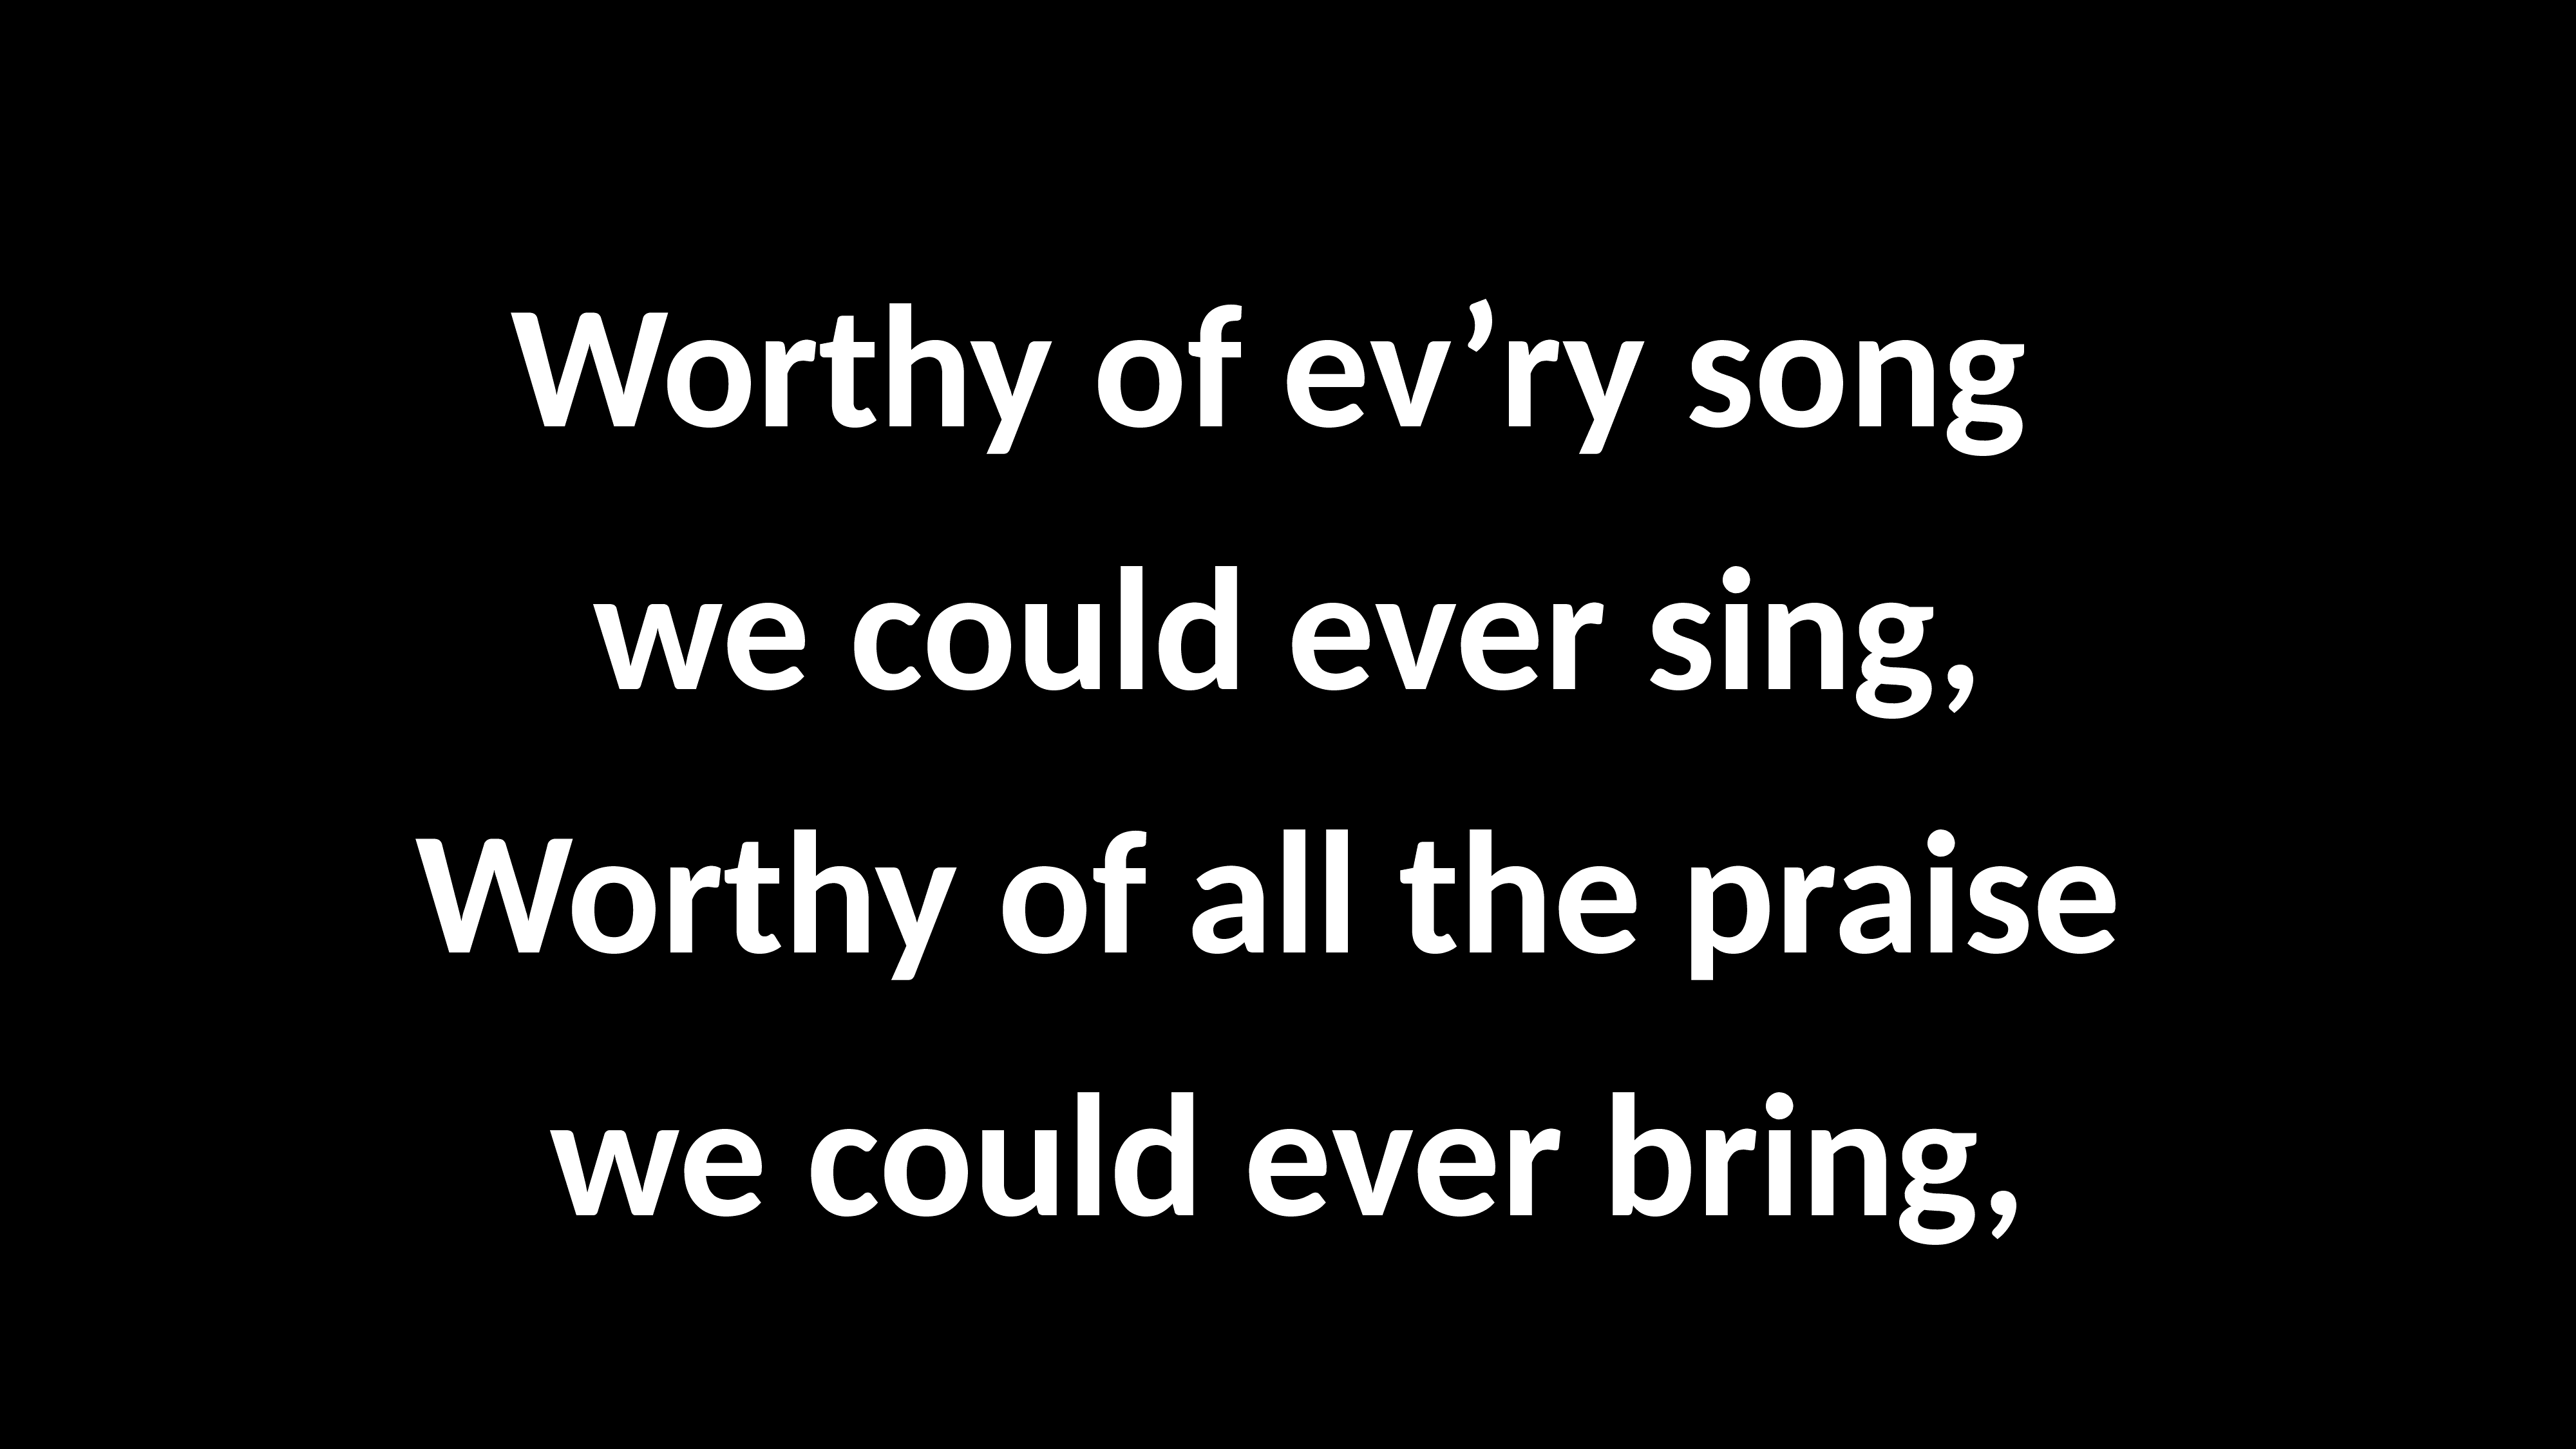 Worthy of ev’ry song
we could ever sing,
Worthy of all the praise
we could ever bring,